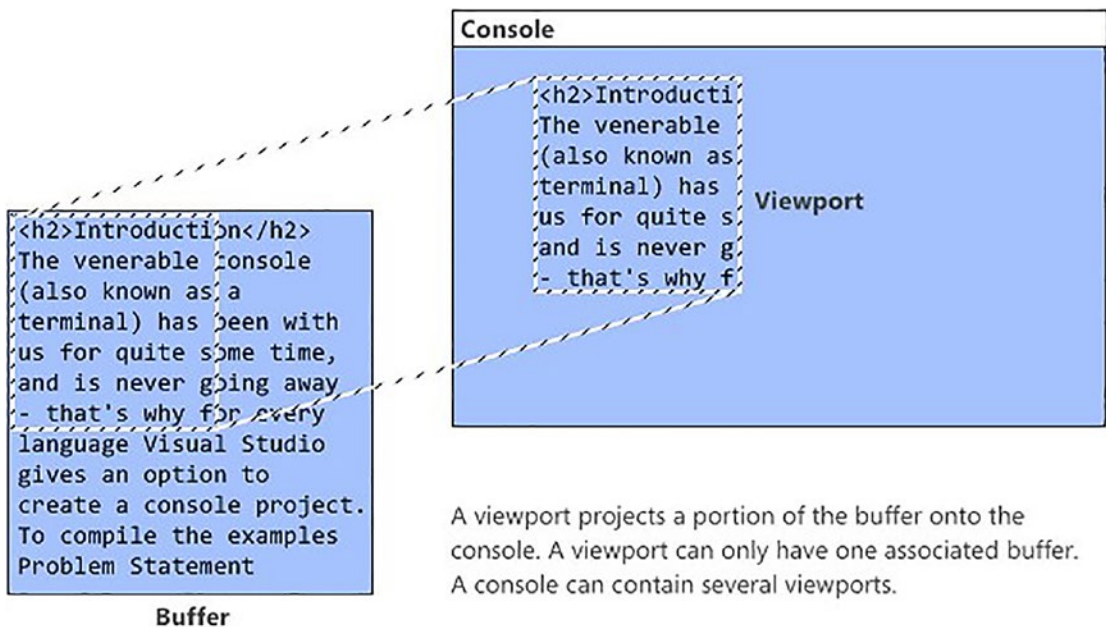 Console
<h2>Introducti
The venerable
(also known as
terminal) has
us for quite s
and is never g
- that's why f
Viewport
<h2>Introduction</h2>
The venerable console
(also known as a
terminal) has been with
us for quite some time,
and is never going away
- that's why for every
language Visual Studio
gives an option to
create a console project.
To compile the examples
Problem Statement
Buffer
A viewport projects a portion of the buffer onto the
console. A viewport can only have one associated buffer.
A console can contain several viewports.